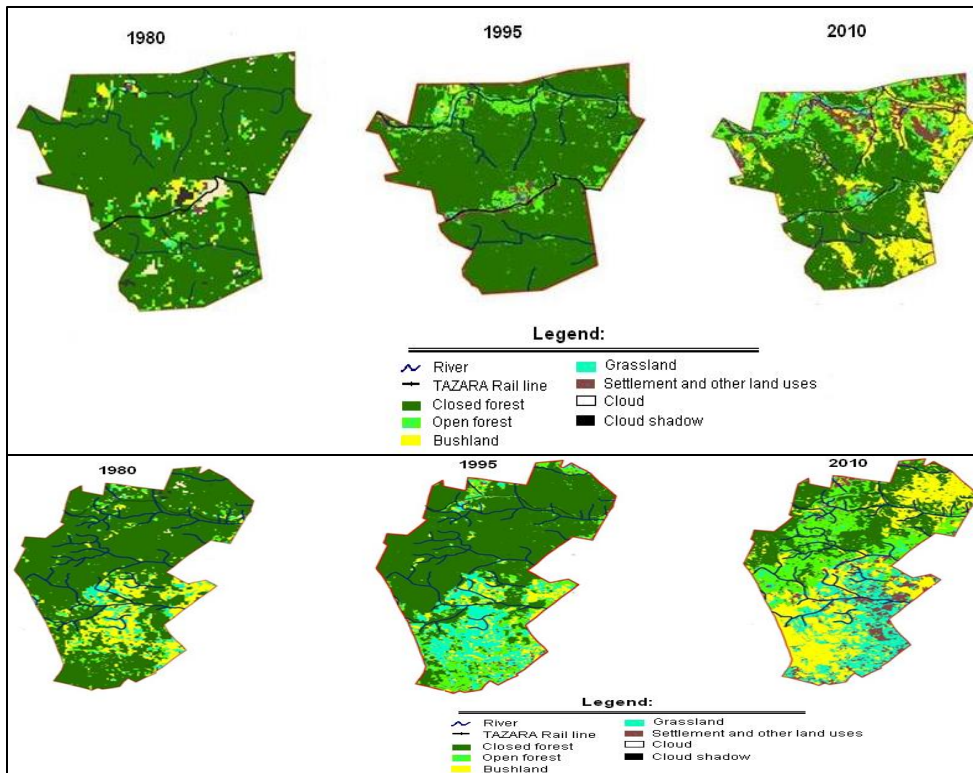 1980
1995
2010
Legend:
River
TAZARA Rail line
Closed forest
Open forest
Bushland
Grassland
Settlement and other land uses
Cloud
Cloud shadow
1980
1995
2010
Legend:
River
TAZARA Rail line
Closed forest
Open forest
Bushland
Grassland
Settlement and other land uses
Cloud
Cloud shadow